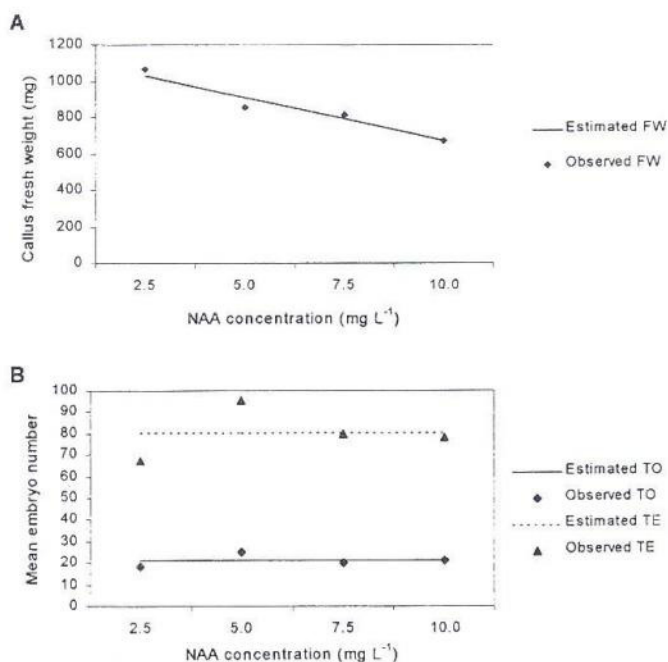 A
1200
1000
800
600
400
200
0
Callus fresh weight (mg)
2.5 5.0 7.5 10.0
NAA concentration (mg L⁻¹)
Estimated FW
Observed FW
B
100
90
80
70
60
50
40
30
20
10
0
Mean embryo number
2.5 5.0 7.5 10.0
NAA concentration (mg L⁻¹)
Estimated TO
Observed TO
Estimated TE
Observed TE